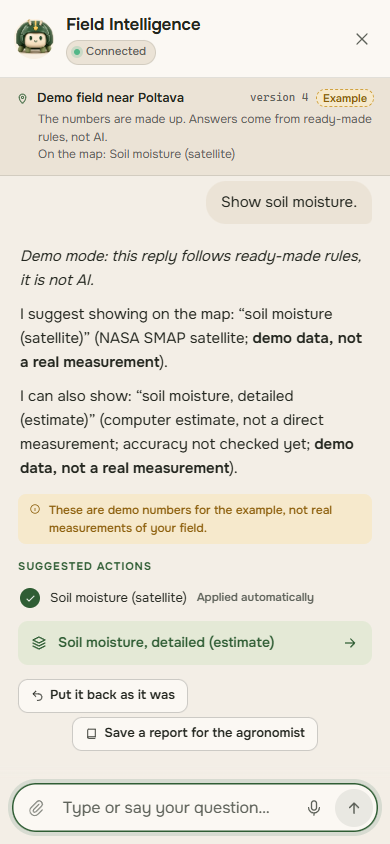 Field Intelligence
Connected
Demo field near Poltava
version 4
Example
The numbers are made up. Answers come from ready-made
rules, not AI.
On the map: Soil moisture (satellite)
Show soil moisture.
Demo mode: this reply follows ready-made rules,
it is not AI.
I suggest showing on the map: “soil moisture
(satellite)” (NASA SMAP satellite; demo data, not
a real measurement).
I can also show: “soil moisture, detailed
(estimate)” (computer estimate, not a direct
measurement; accuracy not checked yet; demo
data, not a real measurement).
These are demo numbers for the example, not real
measurements of your field.
SUGGESTED ACTIONS
Soil moisture (satellite) Applied automatically
Soil moisture, detailed (estimate)
Put it back as it was
Save a report for the agronomist
Type or say your question...